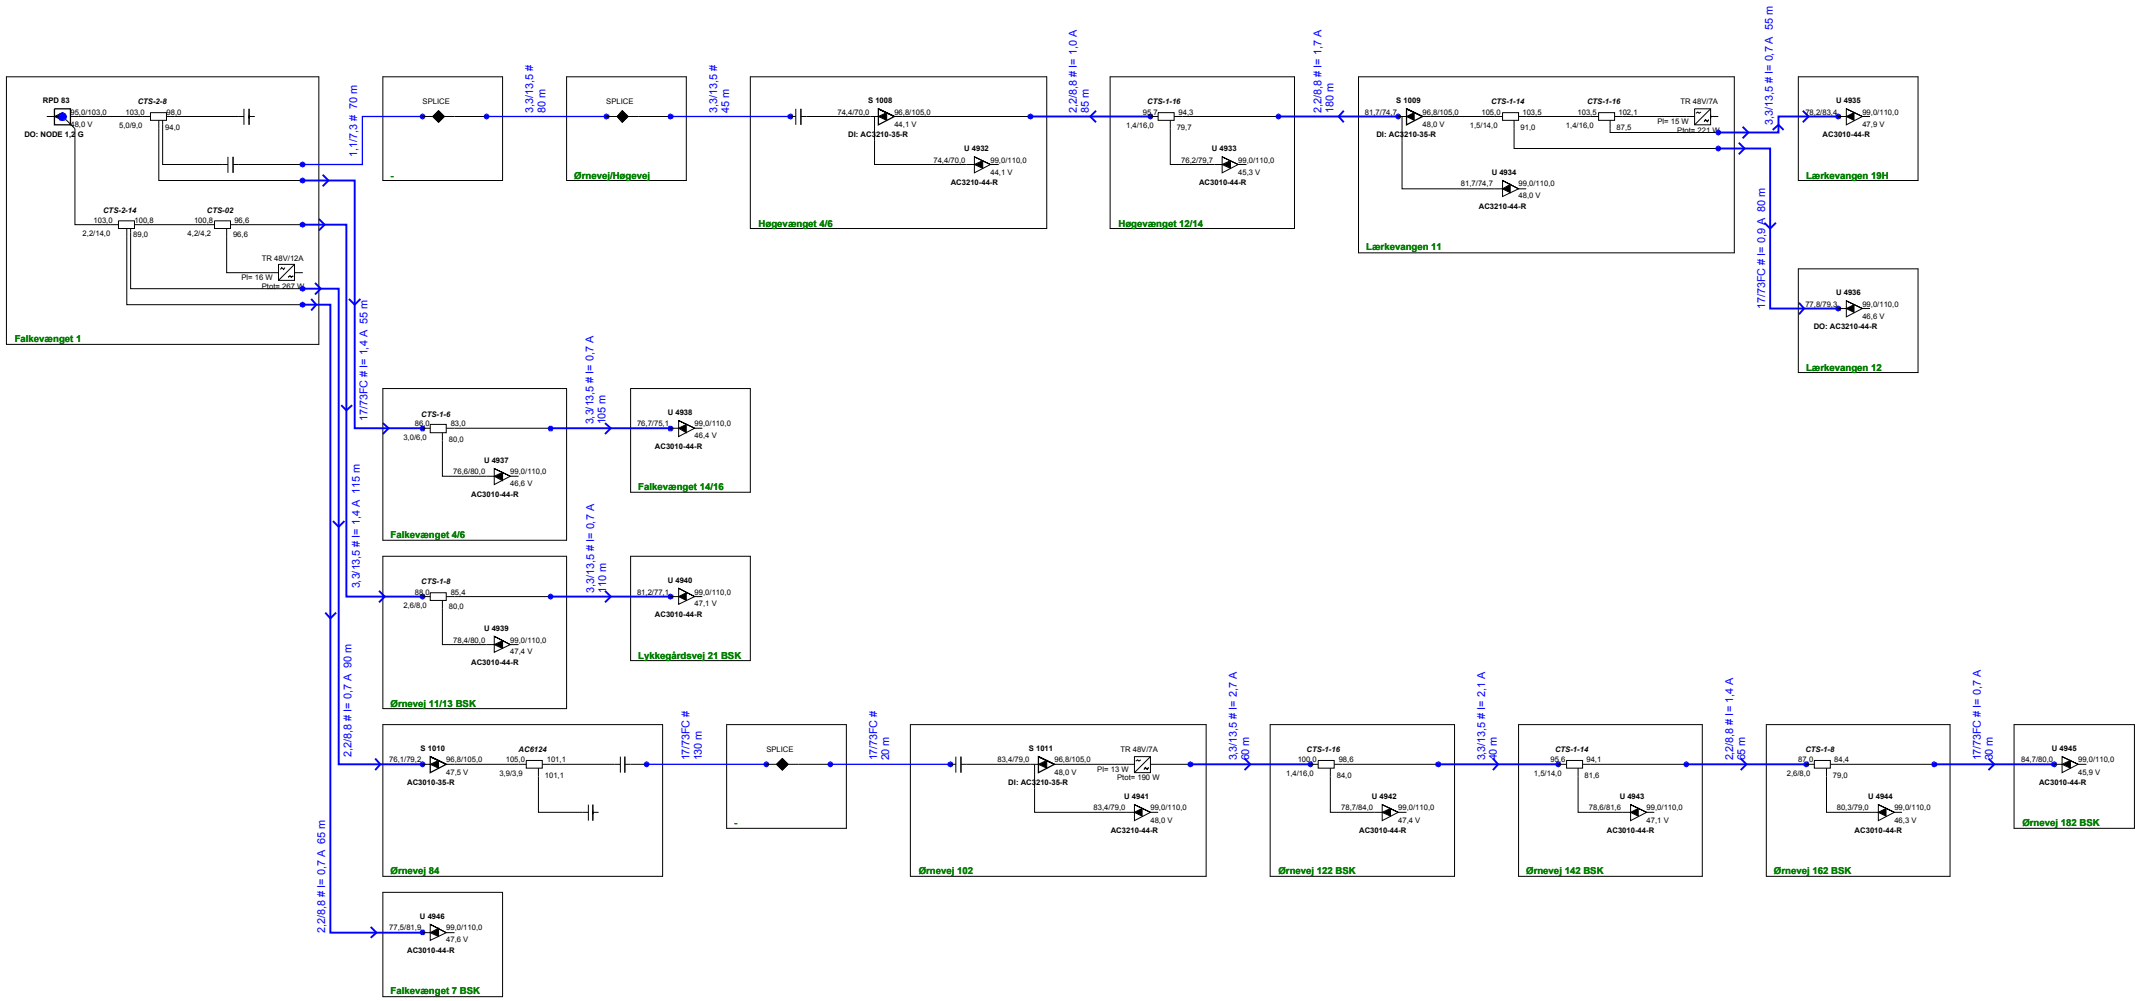 Falkevænget 1
RPD 83
95,0/103,0
48,0 V
DO: NODE 1,2 G
CTS-2-8
103,0
98,0
5,0/9,0
94,0
CTS-2-14
103,0
100,8
2,2/14,0
89,0
CTS-02
100,8
96,6
4,2/4,2
96,6
TR 48V/12A
PI= 16 W
Ptot= 267 W
1,1/7,3 # 70 m
SPLICE
-
3,3/13,5 #
80 m
SPLICE
Ørnevej/Høgevej
3,3/13,5 #
45 m
S 1008
74,4/70,0
96,8/105,0
44,1 V
DI: AC3210-35-R
U 4932
74,4/70,0
99,0/110,0
44,1 V
AC3210-44-R
Høgevænget 4/6
2,2/8,8 # I= 1,0 A
85 m
CTS-1-16
95,7
94,3
1,4/16,0
79,7
U 4933
76,2/79,7
99,0/110,0
45,3 V
AC3010-44-R
Høgevænget 12/14
2,2/8,8 # I= 1,7 A
180 m
S 1009
81,7/74,7
96,8/105,0
48,0 V
DI: AC3210-35-R
CTS-1-14
105,0
103,5
1,5/14,0
91,0
CTS-1-16
103,5
102,1
1,4/16,0
87,5
TR 48V/7A
PI= 15 W
Ptot= 221 W
U 4934
81,7/74,7
99,0/110,0
48,0 V
AC3210-44-R
Lærkevangen 11
3,3/13,5 # I= 0,7 A  55 m
U 4935
78,2/83,4
99,0/110,0
47,9 V
AC3010-44-R
Lærkevangen 19H
17/73FC # I= 0,9 A  80 m
U 4936
77,8/79,3
99,0/110,0
46,6 V
DO: AC3210-44-R
Lærkevangen 12
17/73FC # I= 1,4 A  55 m
CTS-1-6
86,0
83,0
3,0/6,0
80,0
U 4937
76,6/80,0
99,0/110,0
46,6 V
AC3010-44-R
Falkevænget 4/6
3,3/13,5 # I= 0,7 A
105 m
U 4938
76,7/75,1
99,0/110,0
46,4 V
AC3010-44-R
Falkevænget 14/16
3,3/13,5 # I= 1,4 A  115 m
CTS-1-8
88,0
85,4
2,6/8,0
80,0
U 4939
78,4/80,0
99,0/110,0
47,4 V
AC3010-44-R
Ørnevej 11/13 BSK
3,3/13,5 # I= 0,7 A
110 m
U 4940
81,2/77,1
99,0/110,0
47,1 V
AC3010-44-R
Lykkegårdsvej 21 BSK
2,2/8,8 # I= 0,7 A  90 m
S 1010
76,1/79,2
96,8/105,0
47,5 V
AC3010-35-R
AC6124
105,0
101,1
3,9/3,9
101,1
Ørnevej 84
17/73FC #
130 m
SPLICE
-
17/73FC #
20 m
S 1011
83,4/79,0
96,8/105,0
48,0 V
DI: AC3210-35-R
TR 48V/7A
PI= 13 W
Ptot= 190 W
U 4941
83,4/79,0
99,0/110,0
48,0 V
AC3210-44-R
Ørnevej 102
3,3/13,5 # I= 2,7 A
60 m
CTS-1-16
100,0
98,6
1,4/16,0
84,0
U 4942
78,7/84,0
99,0/110,0
47,4 V
AC3010-44-R
Ørnevej 122 BSK
3,3/13,5 # I= 2,1 A
40 m
CTS-1-14
95,6
94,1
1,5/14,0
81,6
U 4943
78,6/81,6
99,0/110,0
47,1 V
AC3010-44-R
Ørnevej 142 BSK
2,2/8,8 # I= 1,4 A
65 m
CTS-1-8
87,0
84,4
2,6/8,0
79,0
U 4944
80,3/79,0
99,0/110,0
46,3 V
AC3010-44-R
Ørnevej 162 BSK
17/73FC # I= 0,7 A
U 4945
84,7/80,0
99,0/110,0
45,9 V
AC3010-44-R
Ørnevej 182 BSK
2,2/8,8 # I= 0,7 A  65 m
U 4946
77,5/81,9
99,0/110,0
47,6 V
AC3010-44-R
Falkevænget 7 BSK